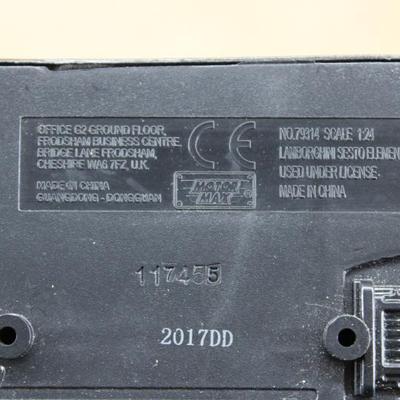 OFFICE G2 GROUND FLOOR,
FRODSHAM BUSINESS CENTRE,
BRIDGE LANE FRODSHAM,
CHESHIRE WA6 7FZ, U.K.
MADE IN CHINA
GUANGDONG - DONGGUAN
CE
MOTOR
MAX
NO.79314 SCALE 1:24
LAMBORGHINI SESTO ELEMEN
USED UNDER LICENSE.
MADE IN CHINA
117455
2017DD